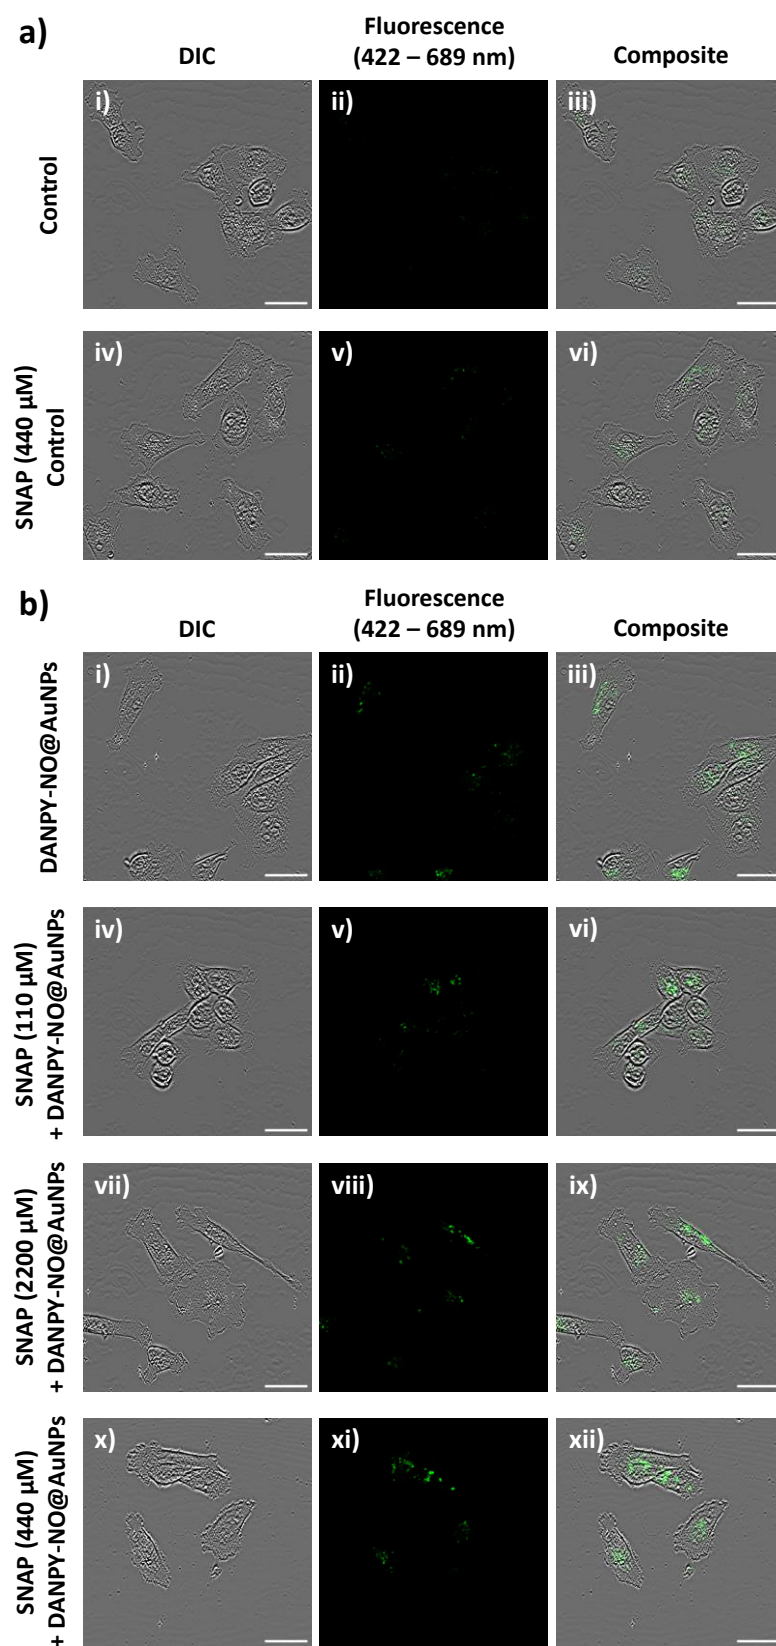 a)
DIC
Fluorescence
(422 – 689 nm)
Composite
Control
i)
ii)
iii)
SNAP (440 µM)
Control
iv)
v)
vi)
b)
DIC
Fluorescence
(422 – 689 nm)
Composite
DANPY-NO@AuNPs
i)
ii)
iii)
SNAP (110 µM)
+ DANPY-NO@AuNPs
iv)
v)
vi)
SNAP (2200 µM)
+ DANPY-NO@AuNPs
vii)
viii)
ix)
SNAP (440 µM)
+ DANPY-NO@AuNPs
x)
xi)
xii)